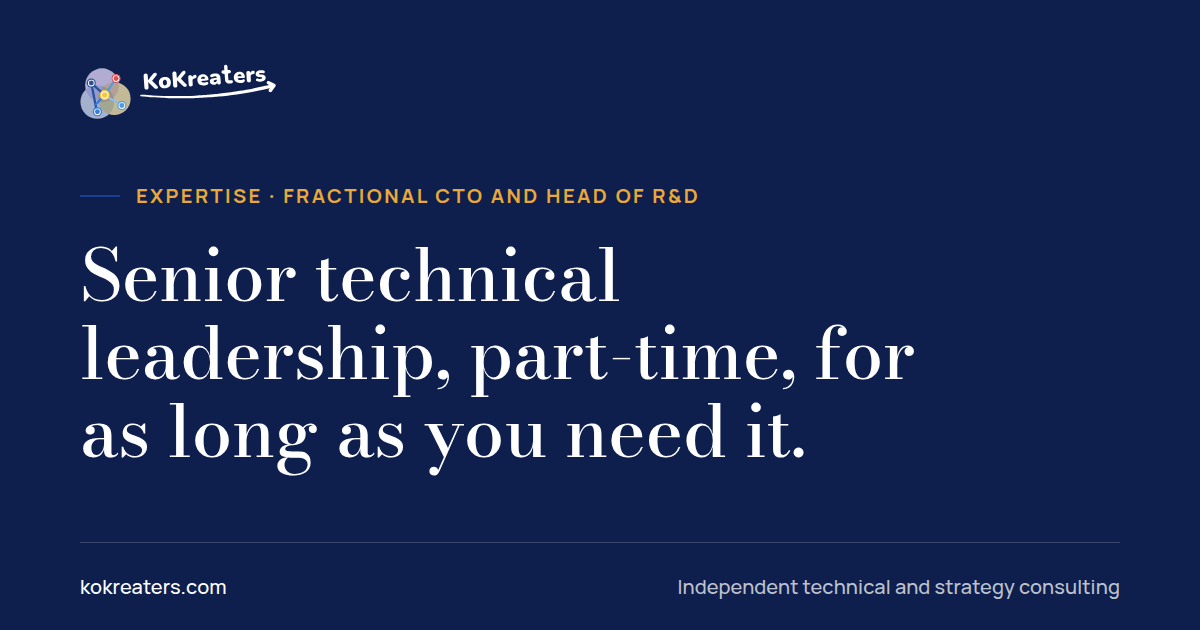 KoKreaters
EXPERTISE · FRACTIONAL CTO AND HEAD OF R&D
Senior technical
leadership, part-time, for
as long as you need it.
kokreaters.com
Independent technical and strategy consulting